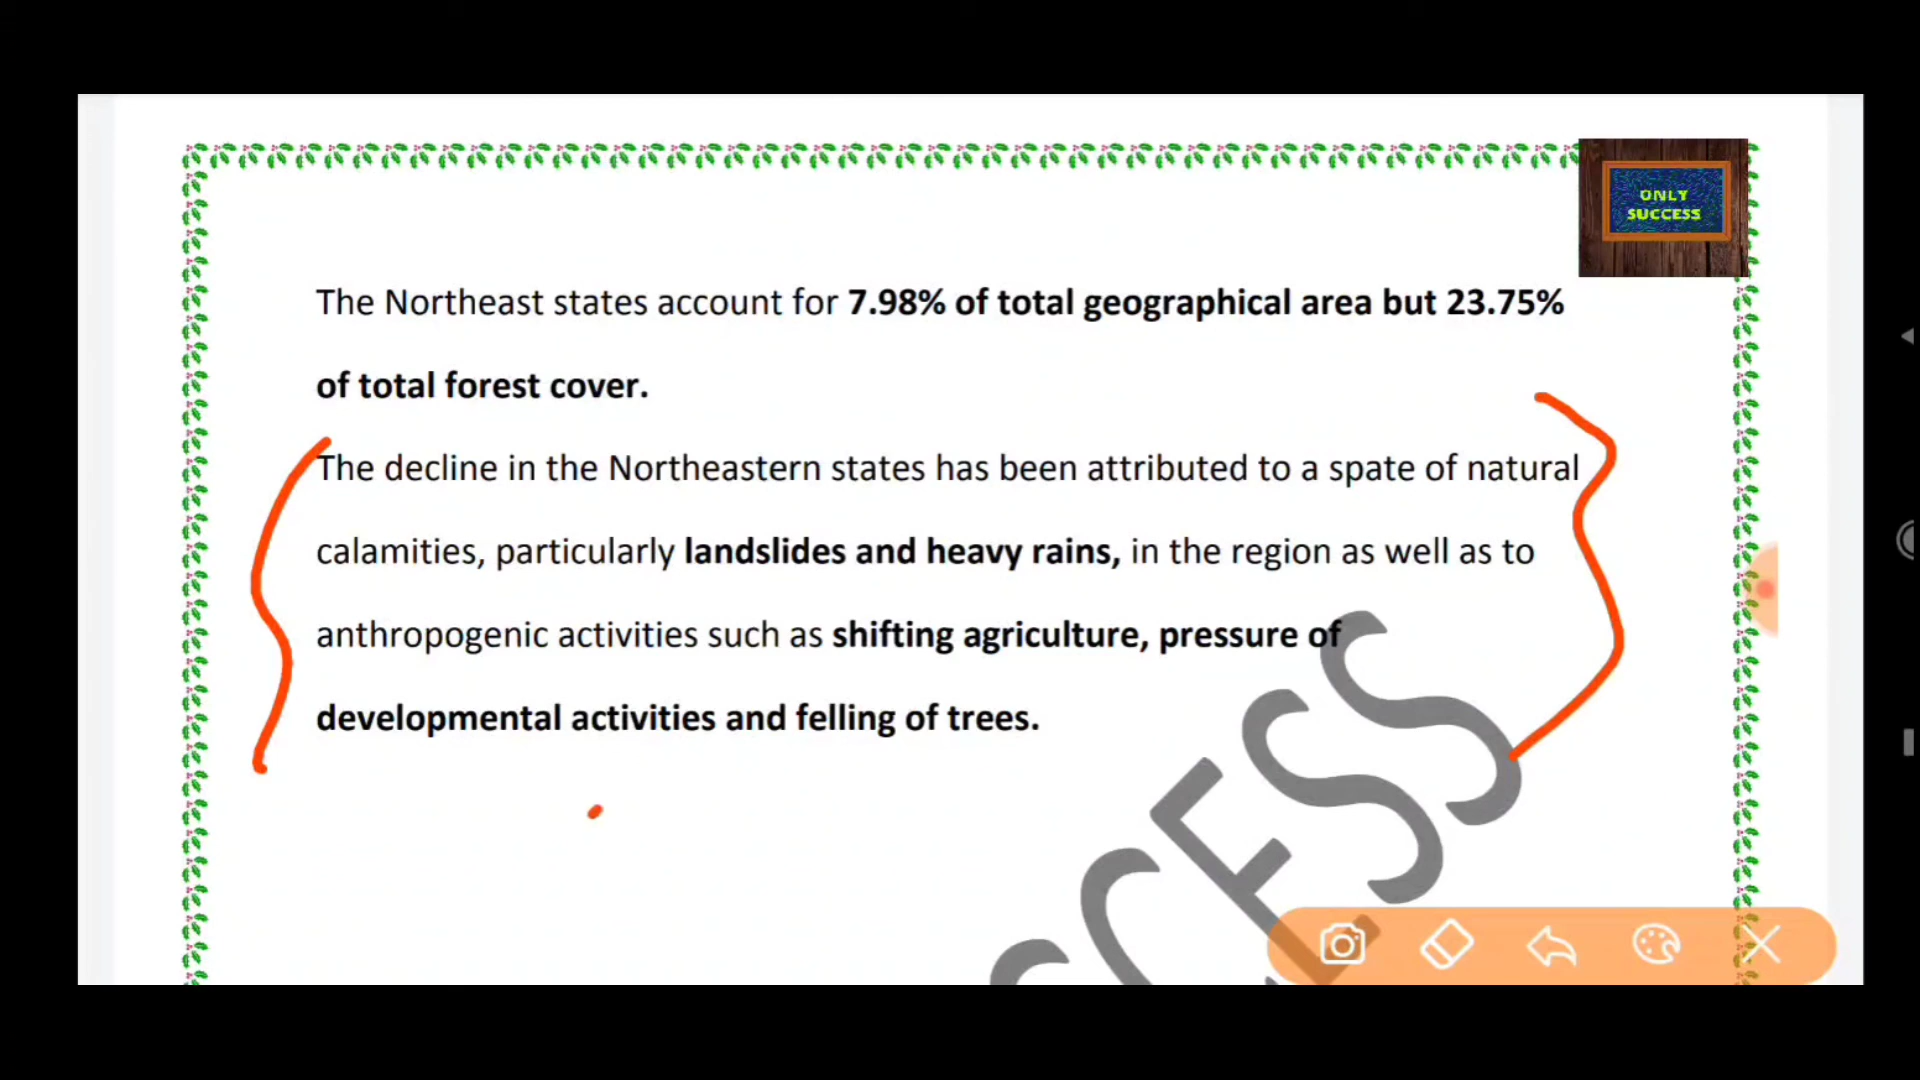 ONLY
SUCCESS
The Northeast states account for 7.98% of total geographical area but 23.75%
of total forest cover.
The decline in the Northeastern states has been attributed to a spate of natural
calamities, particularly landslides and heavy rains, in the region as well as to
anthropogenic activities such as shifting agriculture, pressure of
developmental activities and felling of trees.
CESS